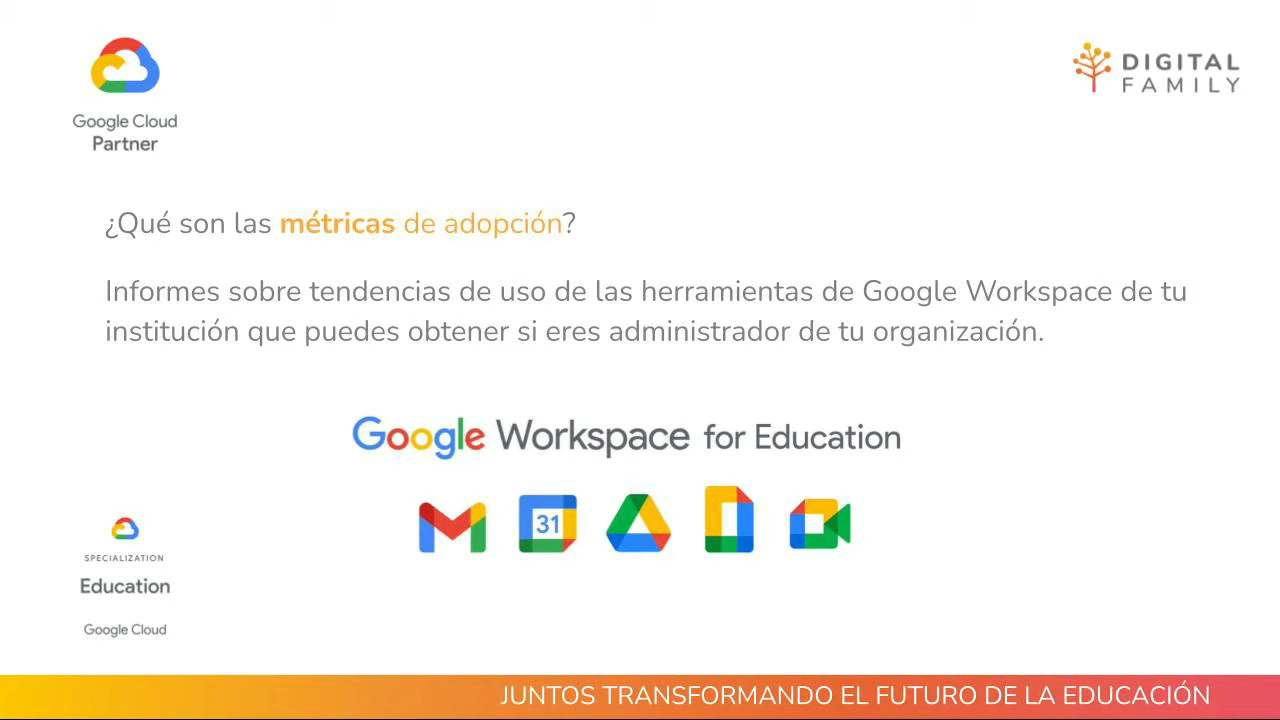 Google Cloud
Partner
DIGITAL
FAMILY
¿Qué son las métricas de adopción?
Informes sobre tendencias de uso de las herramientas de Google Workspace de tu
institución que puedes obtener si eres administrador de tu organización.
Google Workspace for Education
31
SPECIALIZATION
Education
Google Cloud
JUNTOS TRANSFORMANDO EL FUTURO DE LA EDUCACIÓN